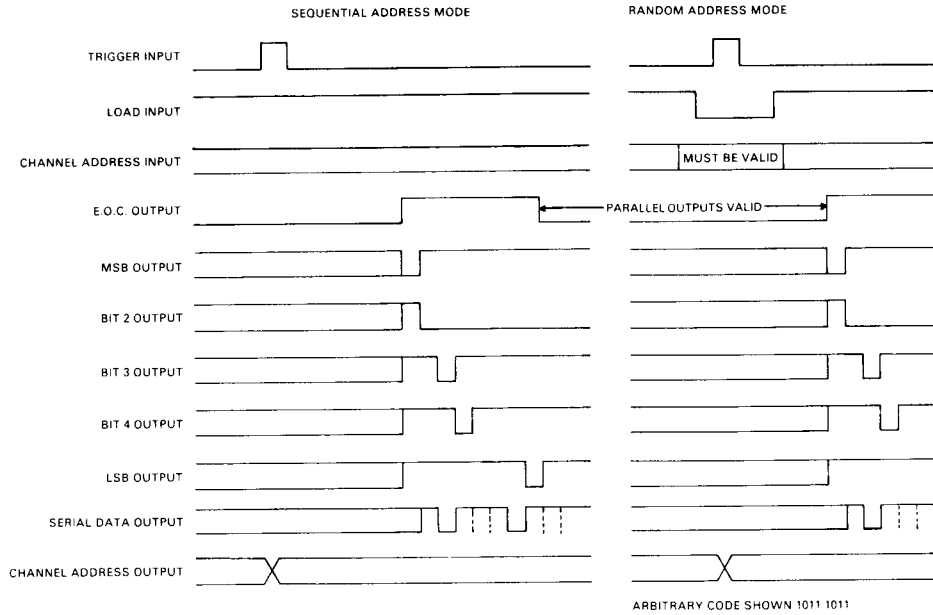 SEQUENTIAL ADDRESS MODE
RANDOM ADDRESS MODE
TRIGGER INPUT
LOAD INPUT
CHANNEL ADDRESS INPUT
MUST BE VALID
E.O.C. OUTPUT
PARALLEL OUTPUTS VALID
MSB OUTPUT
BIT 2 OUTPUT
BIT 3 OUTPUT
BIT 4 OUTPUT
LSB OUTPUT
SERIAL DATA OUTPUT
CHANNEL ADDRESS OUTPUT
ARBITRARY CODE SHOWN 1011 1011